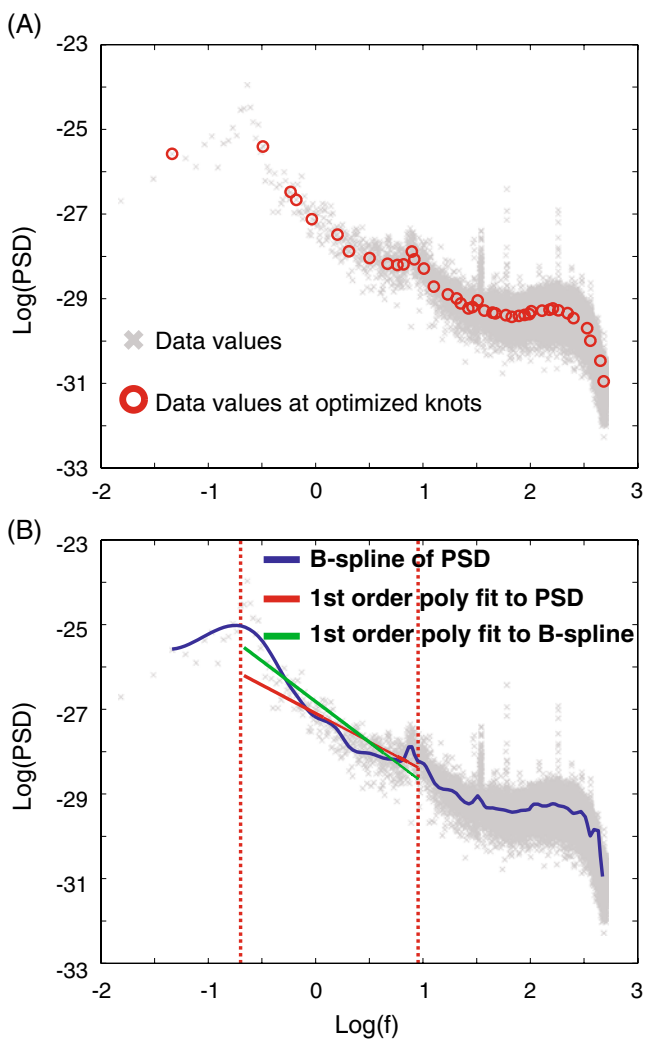 (A)
-23
-25
-27
-29
-31
-33
Log(PSD)
Data values
Data values at optimized knots
-2
-1
0
1
2
3
(B)
-23
-25
-27
-29
-31
-33
Log(PSD)
B-spline of PSD
1st order poly fit to PSD
1st order poly fit to B-spline
-2
-1
0
1
2
3
Log(f)